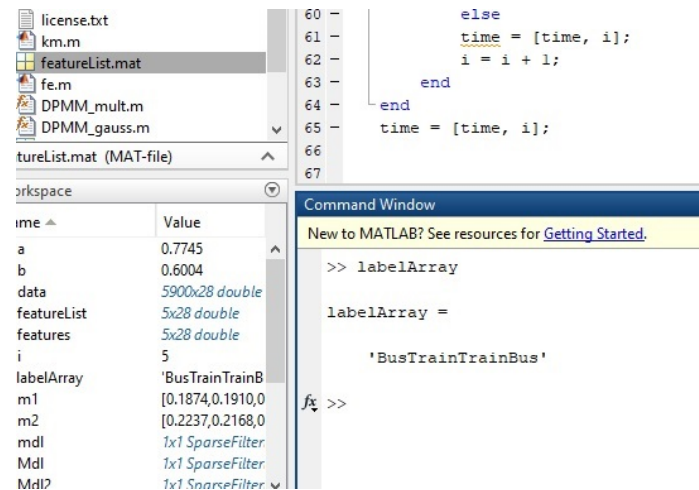 license.txt
km.m
featureList.mat
fe.m
DPMM_mult.m
DPMM_gauss.m
tureList.mat (MAT-file)
orkspace
ame Value
a 0.7745
b 0.6004
data 5900x28 double
featureList 5x28 double
features 5x28 double
i 5
labelArray 'BusTrainTrainB
m1 [0.1874,0.1910,0
m2 [0.2237,0.2168,0
mdl 1x1 SparseFilter
Mdl 1x1 SparseFilter
Mdl2 1x1 SparseFilter
60 – else
61 – time = [time, i];
62 – i = i + 1;
63 – end
64 – end
65 – time = [time, i];
66
67
Command Window
New to MATLAB? See resources for Getting Started.
>> labelArray
labelArray =
'BusTrainTrainBus'
fx >>